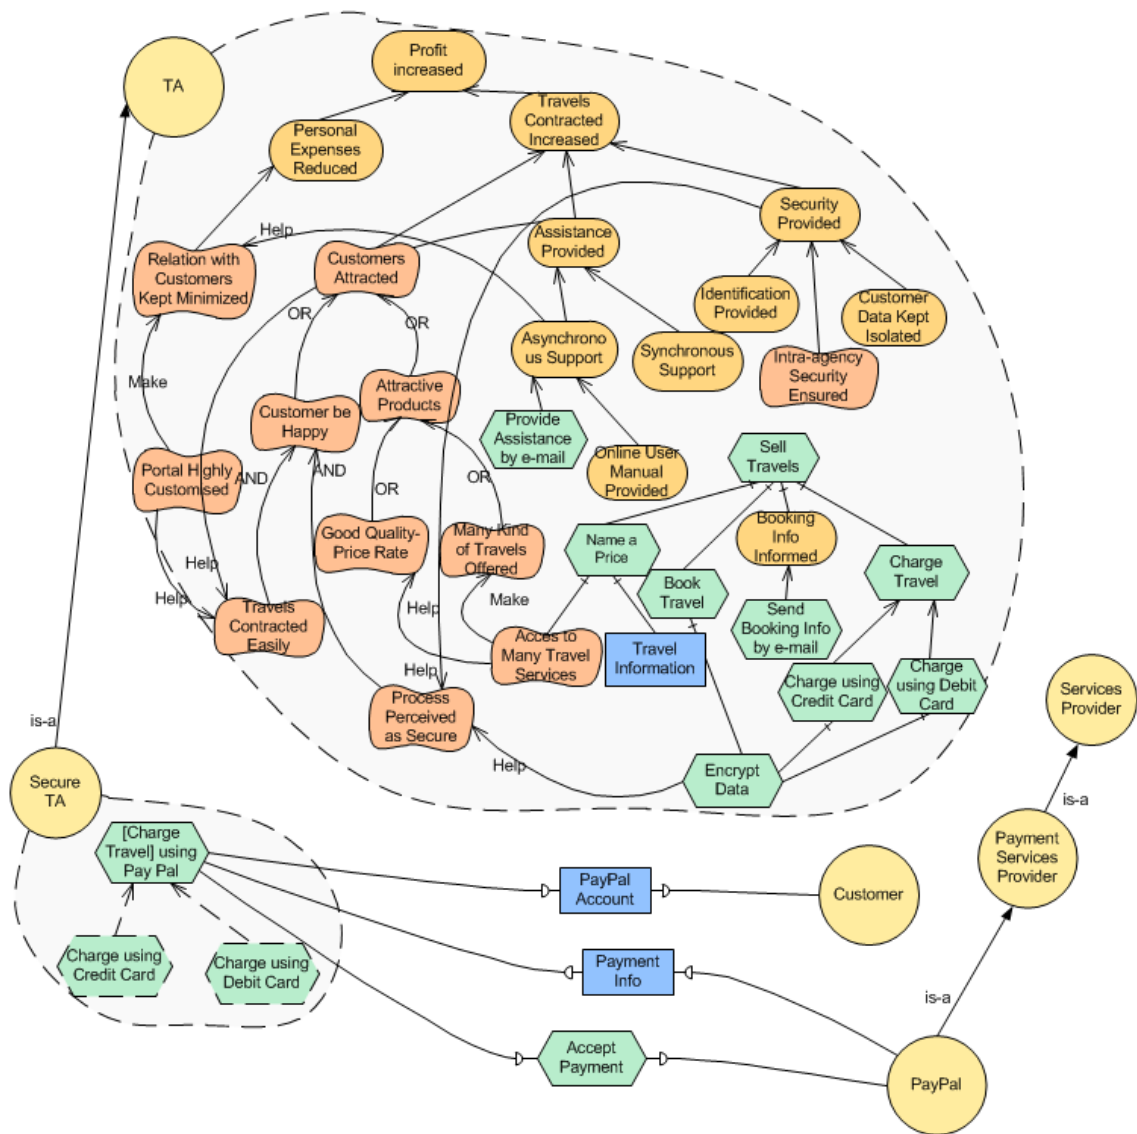 Profit
increased
TA
Travels
Contracted
Increased
Personal
Expenses
Reduced
Security
Provided
Help
Assistance
Provided
Relation with
Customers
Kept Minimized
Customers
Attracted
Identification
Provided
Customer
Data Kept
Isolated
OR
OR
Asynchrono
us Support
Synchronous
Support
Intra-agency
Security
Ensured
Make
Attractive
Products
Customer be
Happy
Provide
Assistance
by e-mail
Sell
Travels
Online User
Manual
Provided
Portal Highly
Customised
AND
AND
OR
OR
Good Quality-
Price Rate
Many Kind
of Travels
Offered
Name a
Price
Booking
Info
Informed
Charge
Travel
Help
Help
Help
Make
Book
Travel
Send
Booking Info
by e-mail
Travels
Contracted
Easily
Acces to
Many Travel
Services
Travel
Information
Help
Charge using
Credit Card
Charge
using Debit
Card
Process
Perceived
as Secure
Services
Provider
is-a
Help
Encrypt
Data
Secure
TA
is-a
[Charge
Travel] using
Pay Pal
Payment
Services
Provider
PayPal
Account
Customer
Charge using
Credit Card
Charge using
Debit Card
Payment
Info
is-a
Accept
Payment
PayPal